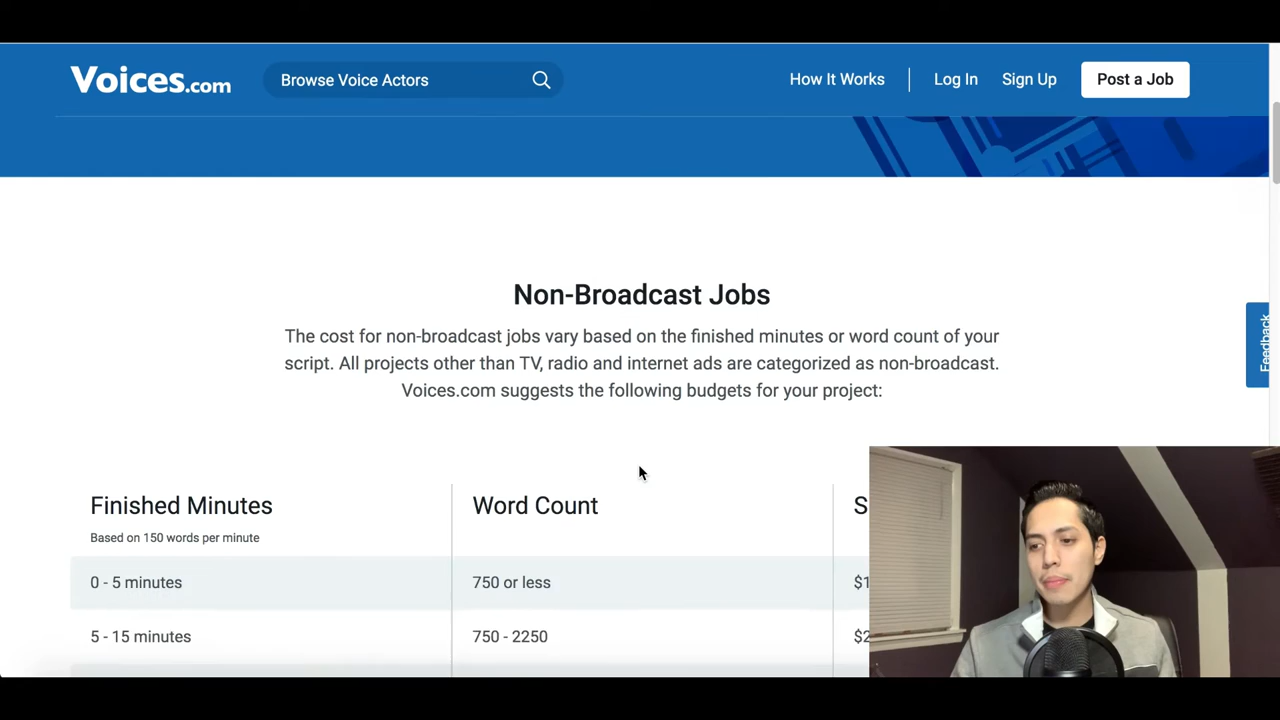 Voices.com
Browse Voice Actors
How It Works
Log In
Sign Up
Post a Job
Non-Broadcast Jobs
The cost for non-broadcast jobs vary based on the finished minutes or word count of your
script. All projects other than TV, radio and internet ads are categorized as non-broadcast.
Voices.com suggests the following budgets for your project:
Feedback
Finished Minutes
Word Count
Based on 150 words per minute
0 - 5 minutes
750 or less
5 - 15 minutes
750 - 2250